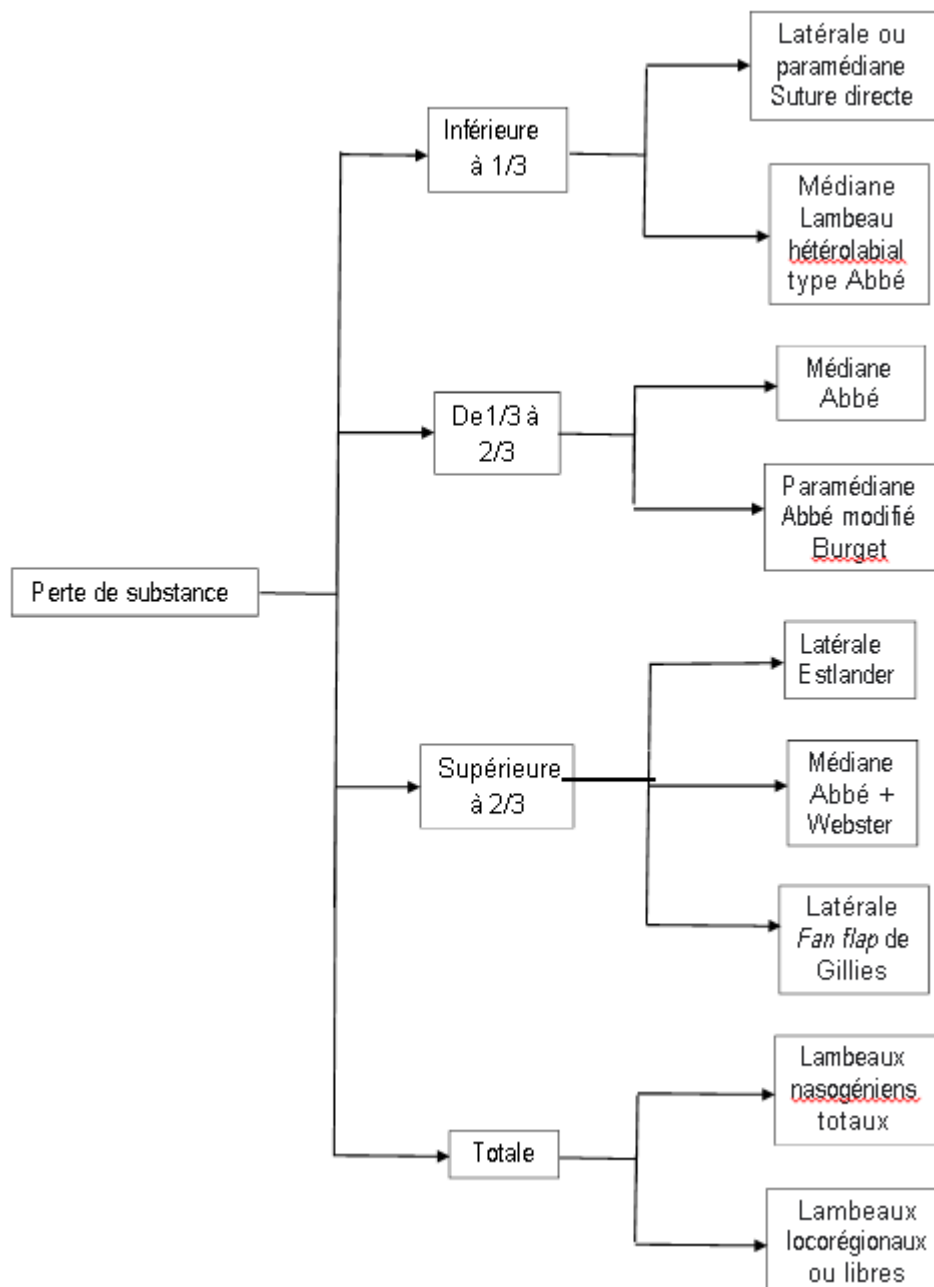 Perte de substance
Inférieure
à 1/3
Latérale ou
paramédiane
Suture directe
Médiane
Lambeau
hétérolabial
type Abbé
De 1/3 à
2/3
Médiane
Abbé
Paramédiane
Abbé modifié
Burget
Supérieure
à 2/3
Latérale
Estlander
Médiane
Abbé +
Webster
Latérale
Fan flap de
Gillies
Totale
Lambeaux
nasogéniens
totaux
Lambeaux
locorégionaux
ou libres